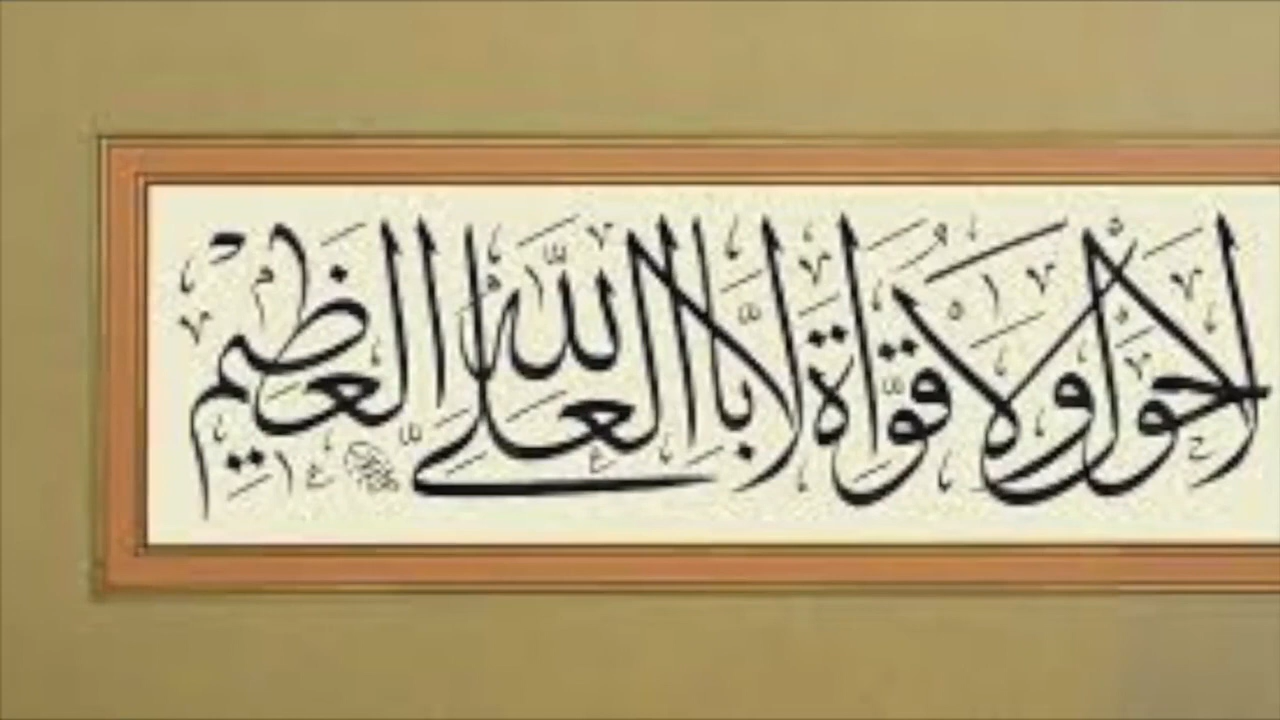 لا حول ولا قوة إلا بالله العلي العظيم